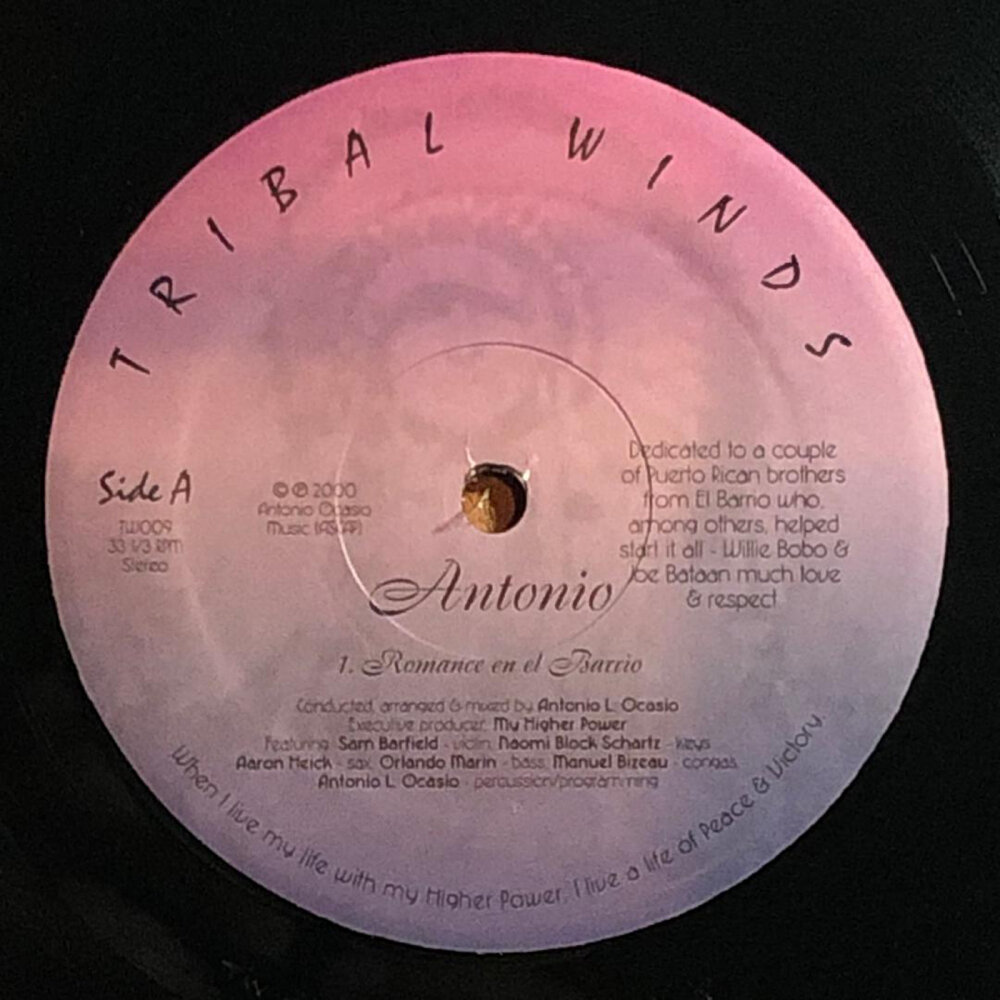 TRIBAL WINDS
Side A
TW009
33 1/3 RPM
Stereo
© ℗ 2000
Antonio Ocasio
Music (ASCAP)
Dedicated to a couple
of Puerto Rican brothers
from El Barrio who,
among others, helped
start it all - Willie Bobo &
Joe Bataan much love
& respect
Antonio
1. Romance en el Barrio
Conducted, arranged & mixed by Antonio L. Ocasio
Executive producer: My Higher Power
Featuring: Sam Barfield - violin, Naomi Block Schartz - keys
Aaron Heick - sax, Orlando Marin - bass, Manuel Bizeau - congas
Antonio L. Ocasio - percussion/programming
When I live my life with my Higher Power, I live a life of Peace & Victory